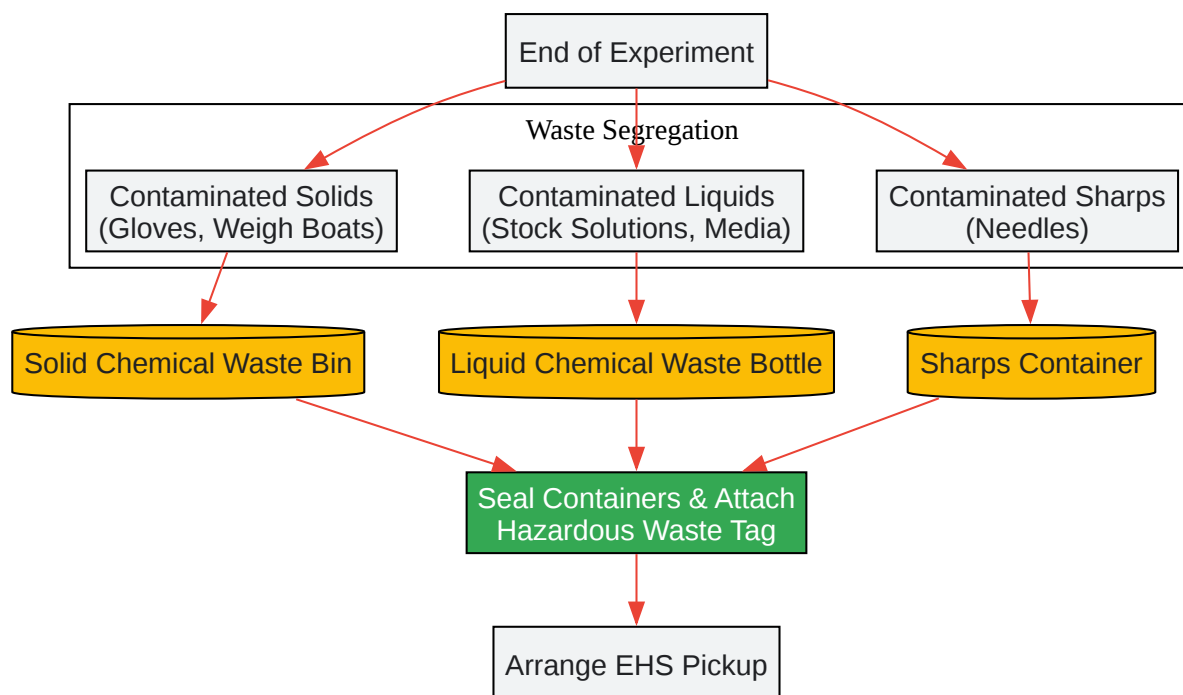 End of Experiment
Waste Segregation
Contaminated Solids
(Gloves, Weigh Boats)
Contaminated Liquids
(Stock Solutions, Media)
Contaminated Sharps
(Needles)
Solid Chemical Waste Bin
Liquid Chemical Waste Bottle
Sharps Container
Seal Containers & Attach
Hazardous Waste Tag
Arrange EHS Pickup